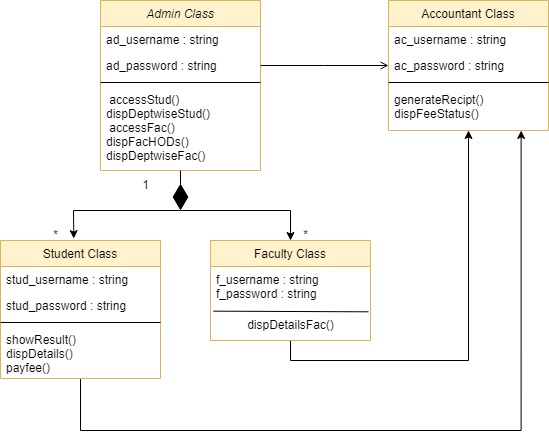 Admin Class
ad_username : string
ad_password : string
accessStud()
dispDeptwiseStud()
accessFac()
dispFacHODs()
dispDeptwiseFac()
Accountant Class
ac_username : string
ac_password : string
generateRecipt()
dispFeeStatus()
1
*
*
Student Class
stud_username : string
stud_password : string
showResult()
dispDetails()
payfee()
Faculty Class
f_username : string
f_password : string
dispDetailsFac()